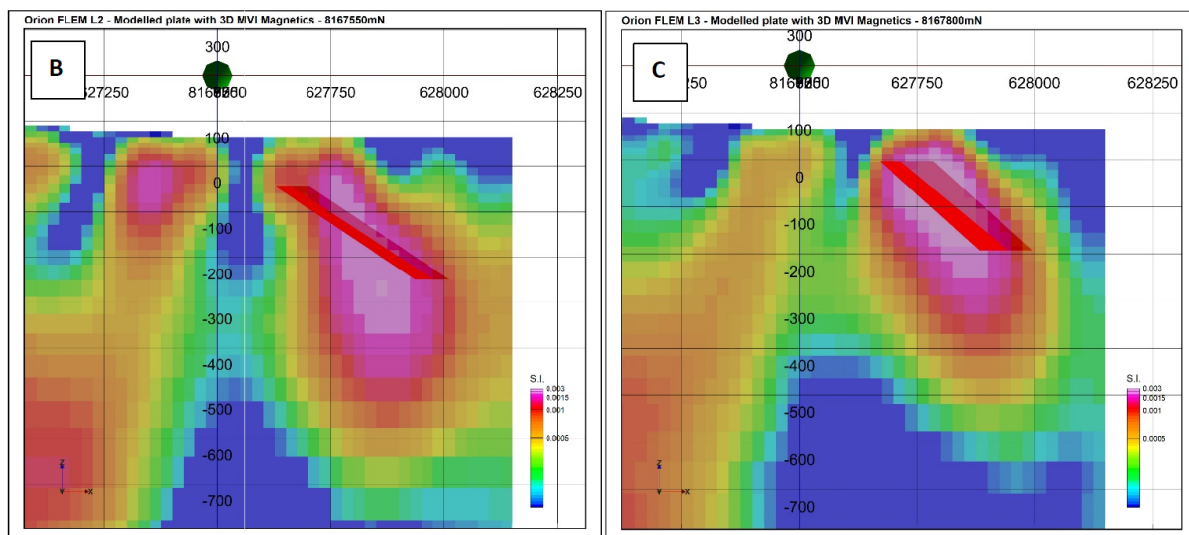 Orion FLEM L2 - Modelled plate with 3D MVI Magnetics - 8167550mN
B
300
627250
627750
628000
628250
100
0
-100
-200
-300
-400
-500
-600
-700
S.I.
0.003
0.0015
0.001
0.0005
Z
Y
X
Orion FLEM L3 - Modelled plate with 3D MVI Magnetics - 8167800mN
C
300
627750
628000
628250
100
0
-100
-200
-300
-400
-500
-600
-700
S.I.
0.003
0.0015
0.001
0.0005
Z
Y
X